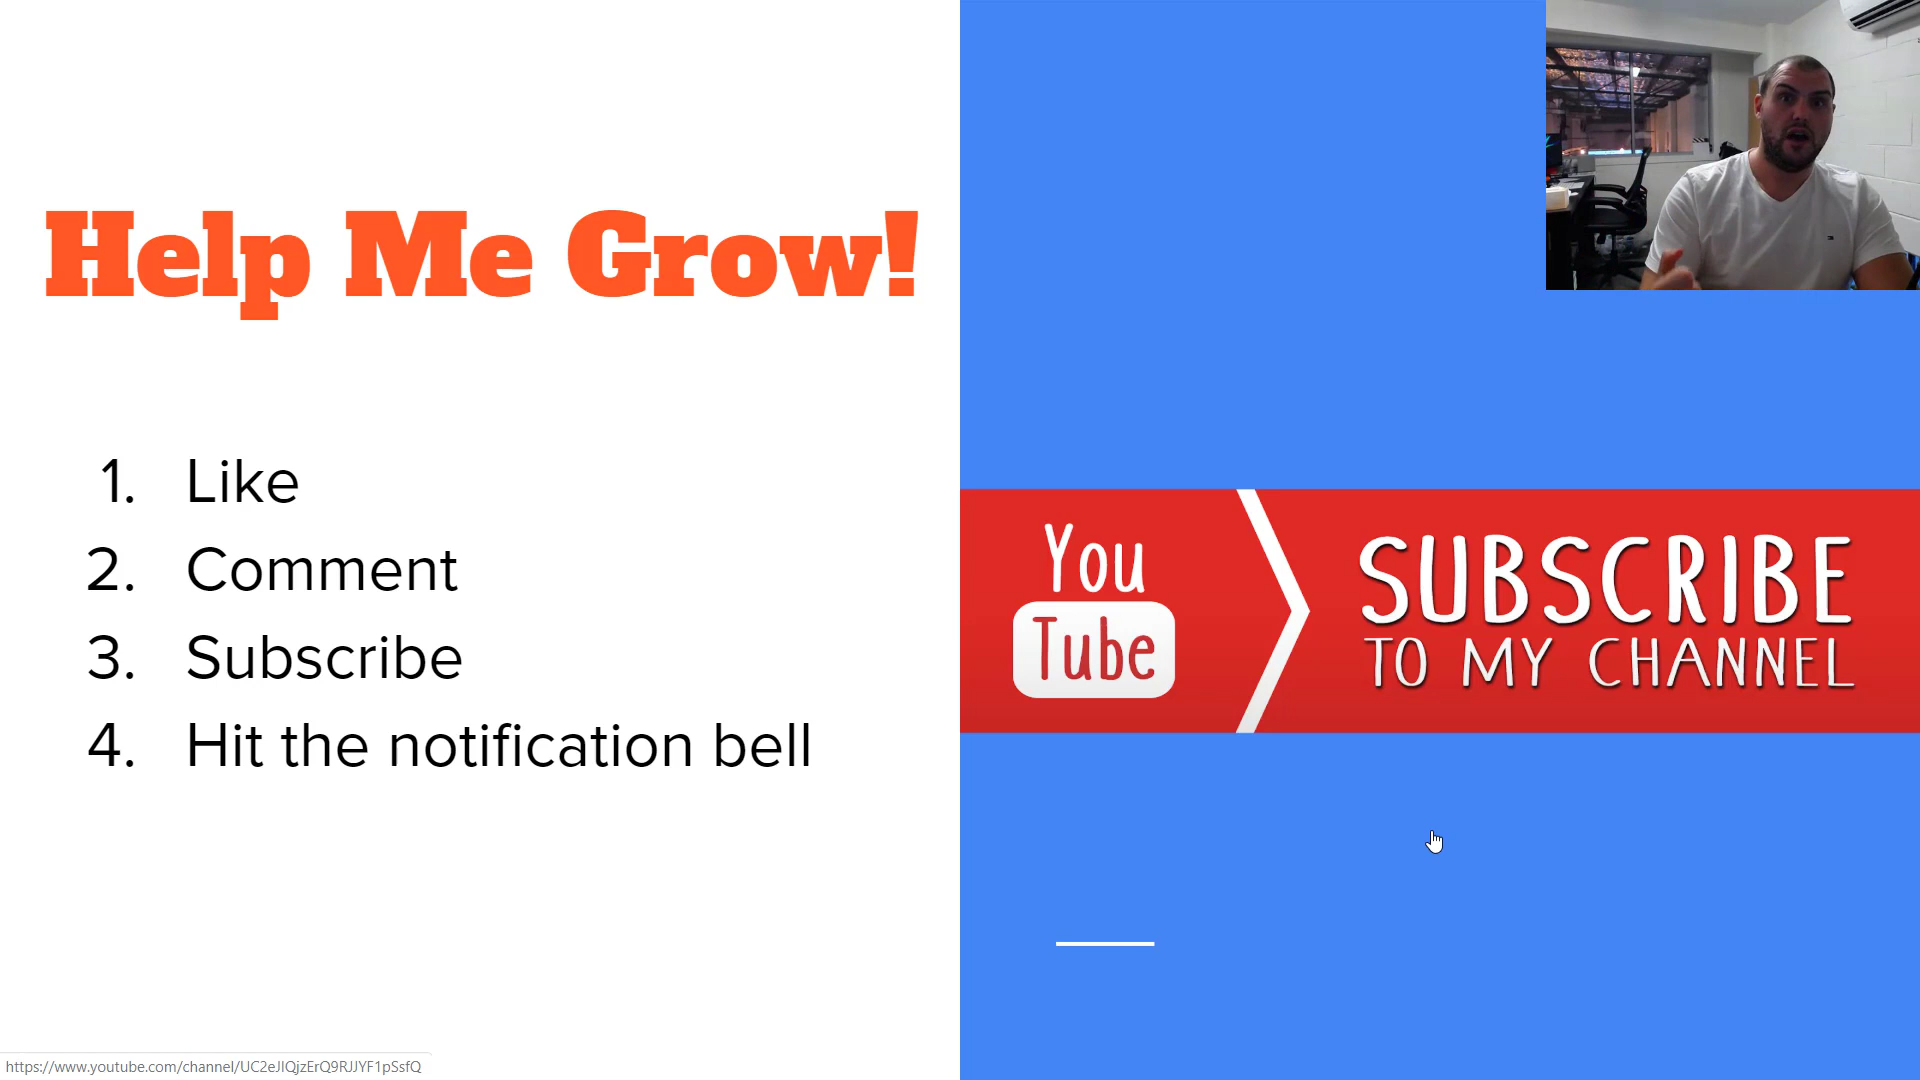 Help Me Grow!
1. Like
2. Comment
3. Subscribe
4. Hit the notification bell
You
Tube
SUBSCRIBE
TO MY CHANNEL
https://www.youtube.com/channel/UC2eJIQjzErQ9RJJYF1pSsfQ